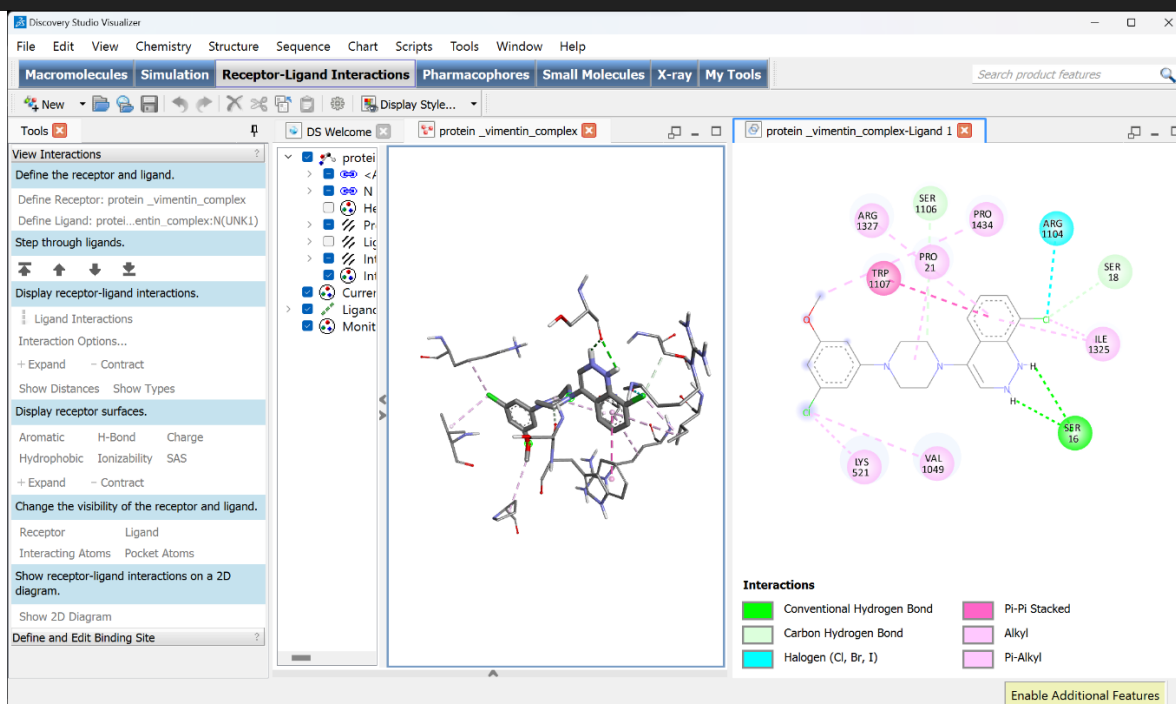 Discovery Studio Visualizer
File Edit View Chemistry Structure Sequence Chart Scripts Tools Window Help
Macromolecules Simulation Receptor-Ligand Interactions Pharmacophores Small Molecules X-ray My Tools
Search product features
New Display Style...
Tools
DS Welcome
protein _vimentin_complex
protein _vimentin_complex-Ligand 1
View Interactions ?
Define the receptor and ligand.
Define Receptor: protein _vimentin_complex
Define Ligand: protei...entin_complex:N(UNK1)
Step through ligands.
Display receptor-ligand interactions.
Ligand Interactions
Interaction Options...
+ Expand - Contract
Show Distances Show Types
Display receptor surfaces.
Aromatic H-Bond Charge
Hydrophobic Ionizability SAS
+ Expand - Contract
Change the visibility of the receptor and ligand.
Receptor Ligand
Interacting Atoms Pocket Atoms
Show receptor-ligand interactions on a 2D
diagram.
Show 2D Diagram
Define and Edit Binding Site ?
protei
<A
N
He
Pr
Lig
Int
Int
Curren
Ligand
Monit
SER
1106
ARG
1327
PRO
1434
ARG
1104
PRO
21
TRP
1107
SER
18
ILE
1325
O
Cl
N
N
N
H
N
H
Cl
SER
16
LYS
521
VAL
1049
Interactions
Conventional Hydrogen Bond
Carbon Hydrogen Bond
Halogen (Cl, Br, I)
Pi-Pi Stacked
Alkyl
Pi-Alkyl
Enable Additional Features